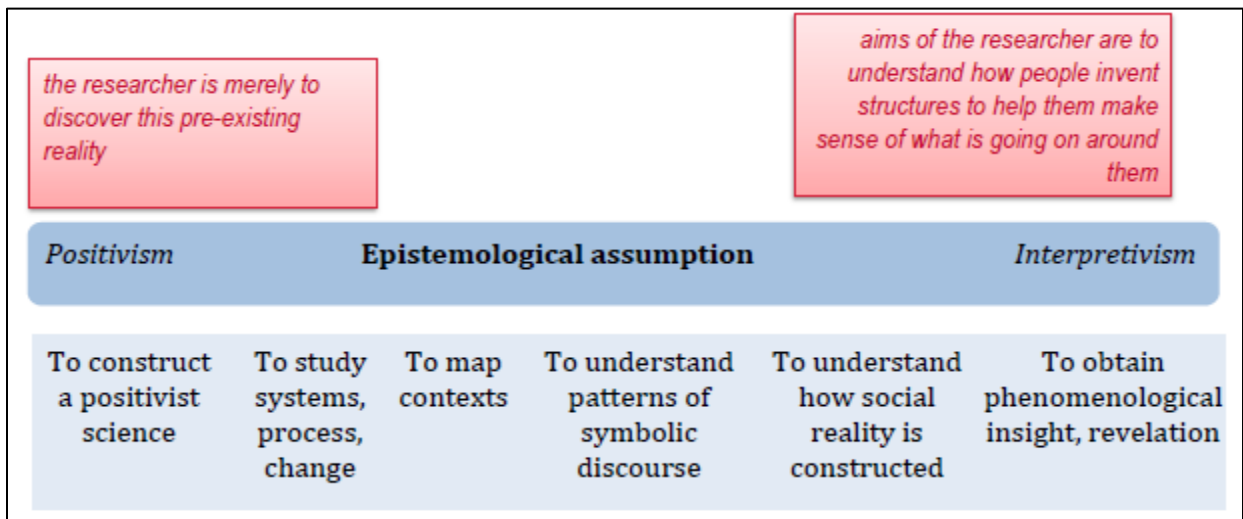 the researcher is merely to
discover this pre-existing
reality
aims of the researcher are to
understand how people invent
structures to help them make
sense of what is going on around
them
Positivism Epistemological assumption Interpretivism
To construct
a positivist
science
To study
systems,
process,
change
To map
contexts
To understand
patterns of
symbolic
discourse
To understand
how social
reality is
constructed
To obtain
phenomenological
insight, revelation